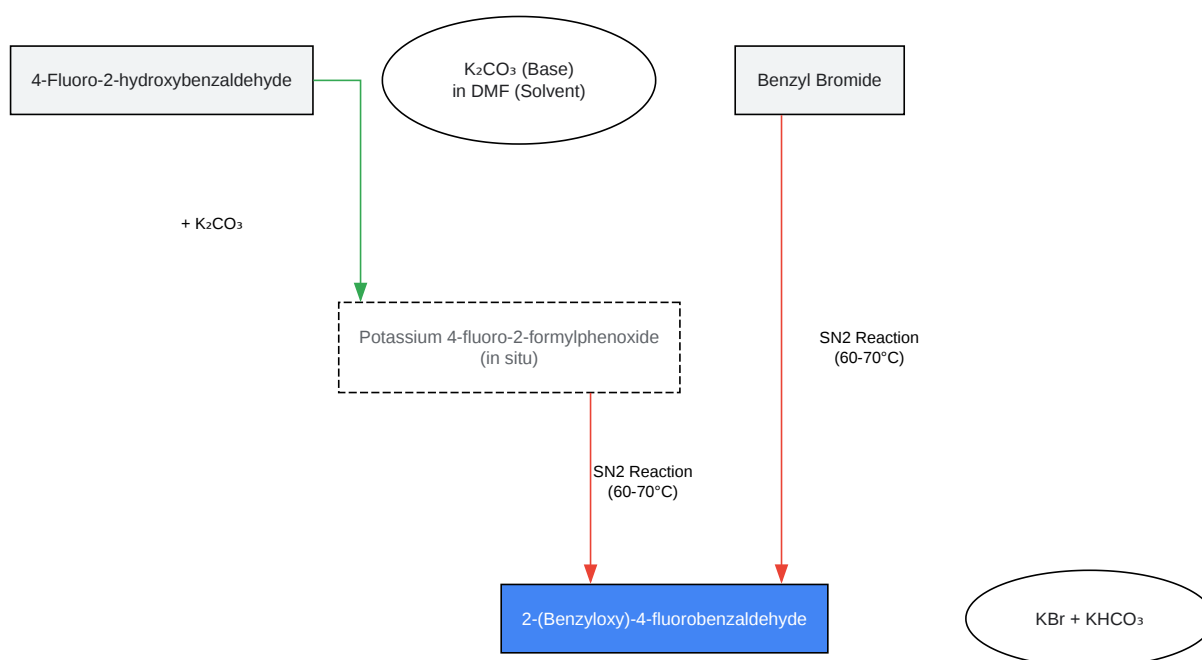 4-Fluoro-2-hydroxybenzaldehyde
K₂CO₃ (Base)
in DMF (Solvent)
Benzyl Bromide
+ K₂CO₃
Potassium 4-fluoro-2-formylphenoxide
(in situ)
SN2 Reaction
(60-70°C)
SN2 Reaction
(60-70°C)
2-(Benzyloxy)-4-fluorobenzaldehyde
KBr + KHCO₃